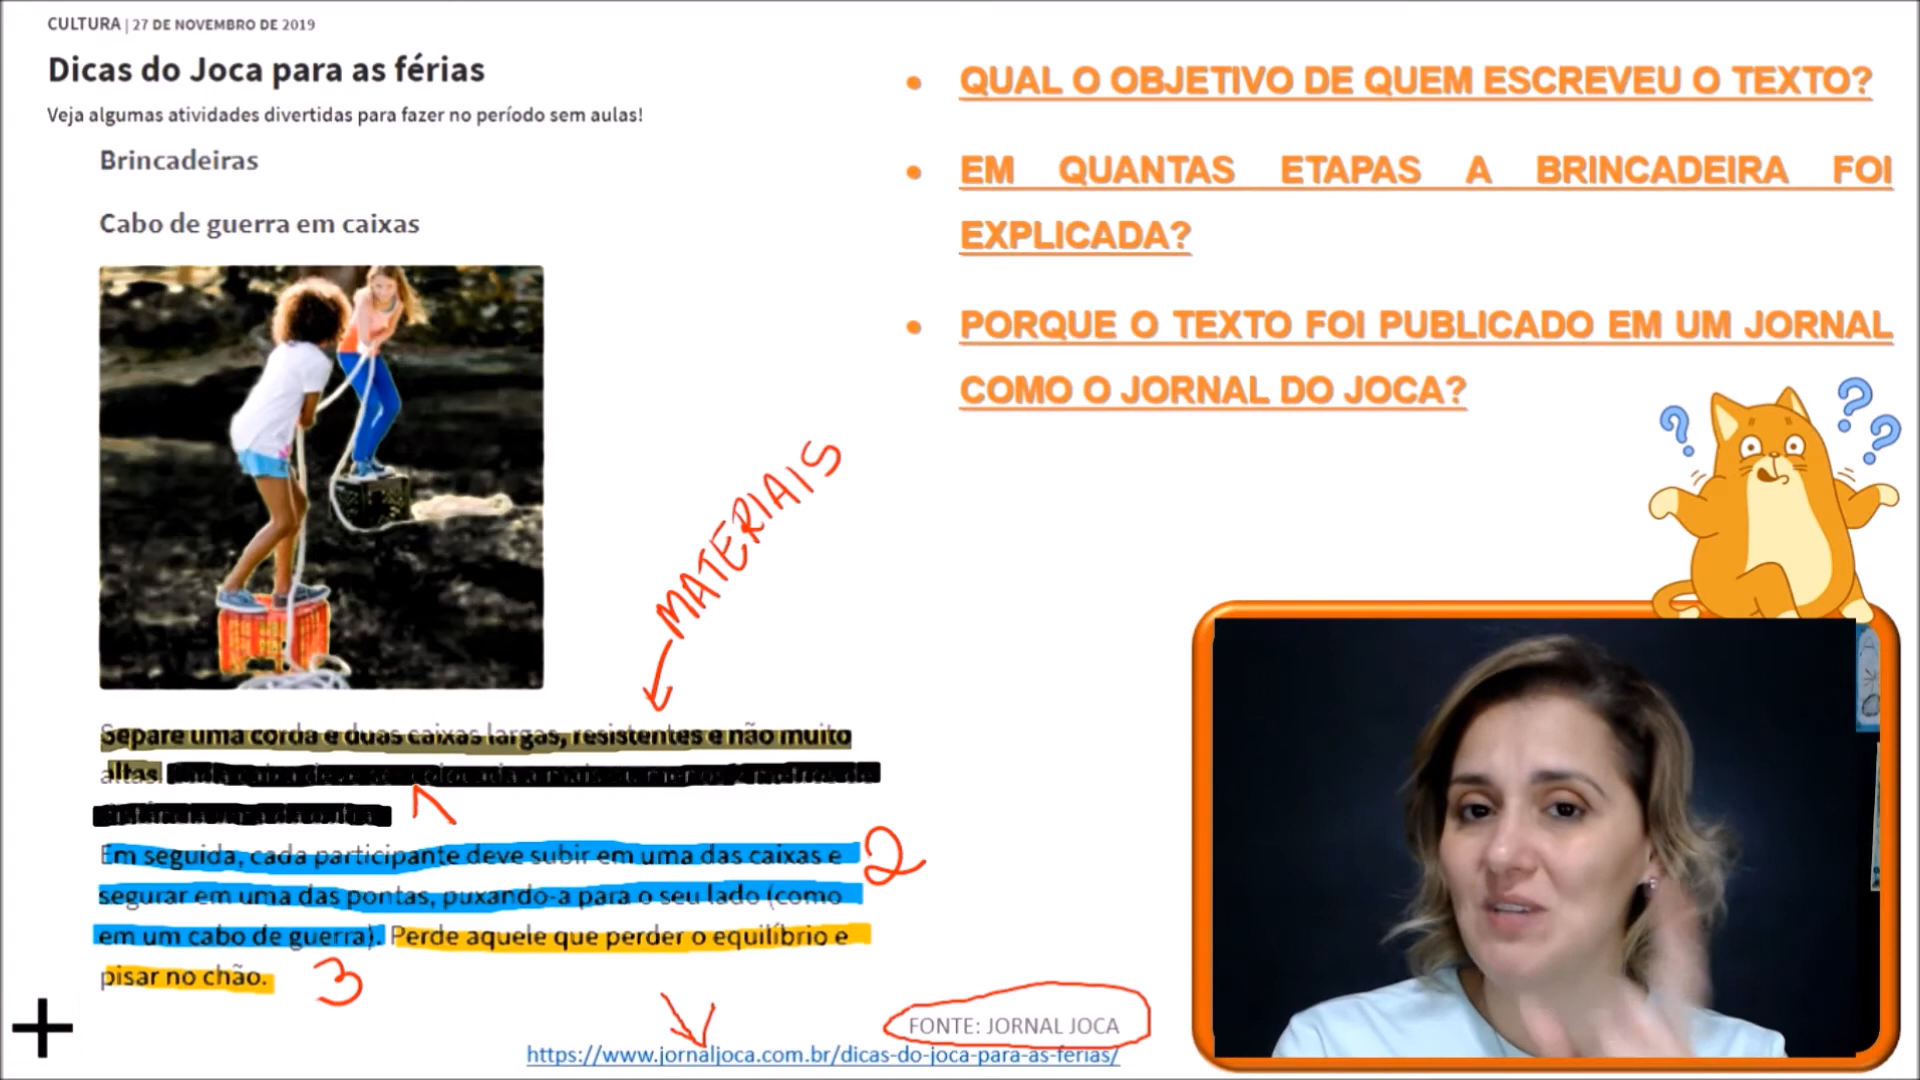 CULTURA | 27 DE NOVEMBRO DE 2019
Dicas do Joca para as férias
Veja algumas atividades divertidas para fazer no período sem aulas!
Brincadeiras
Cabo de guerra em caixas
MATERIAIS
Separe uma corda e duas caixas largas, resistentes e não muito
altas.
1
Em seguida, cada participante deve subir em uma das caixas e
2
segurar em uma das pontas, puxando-a para o seu lado (como
em um cabo de guerra). Perde aquele que perder o equilíbrio e
pisar no chão.
3
FONTE: JORNAL JOCA
https://www.jornaljoca.com.br/dicas-do-joca-para-as-ferias/
• QUAL O OBJETIVO DE QUEM ESCREVEU O TEXTO?
• EM QUANTAS ETAPAS A BRINCADEIRA FOI
EXPLICADA?
• PORQUE O TEXTO FOI PUBLICADO EM UM JORNAL
COMO O JORNAL DO JOCA?
? ? ?